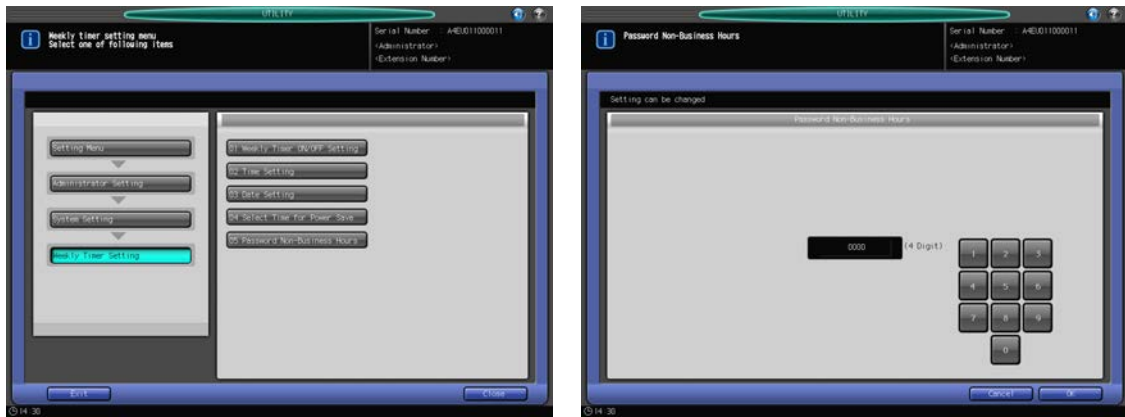 UTILITY
Weekly timer setting menu
Select one of following items
Serial Number : A4EU011000011
<Administrator>
<Extension Number>
Setting Menu
Administrator Setting
System Setting
Weekly Timer Setting
01 Weekly Timer ON/OFF Setting
02 Time Setting
03 Date Setting
04 Select Time for Power Save
05 Password Non-Business Hours
Exit
Close
14:30
UTILITY
Password Non-Business Hours
Serial Number : A4EU011000011
<Administrator>
<Extension Number>
Setting can be changed
Password Non-Business Hours
0000
(4 Digit)
1 2 3
4 5 6
7 8 9
0
Cancel
OK
14:30